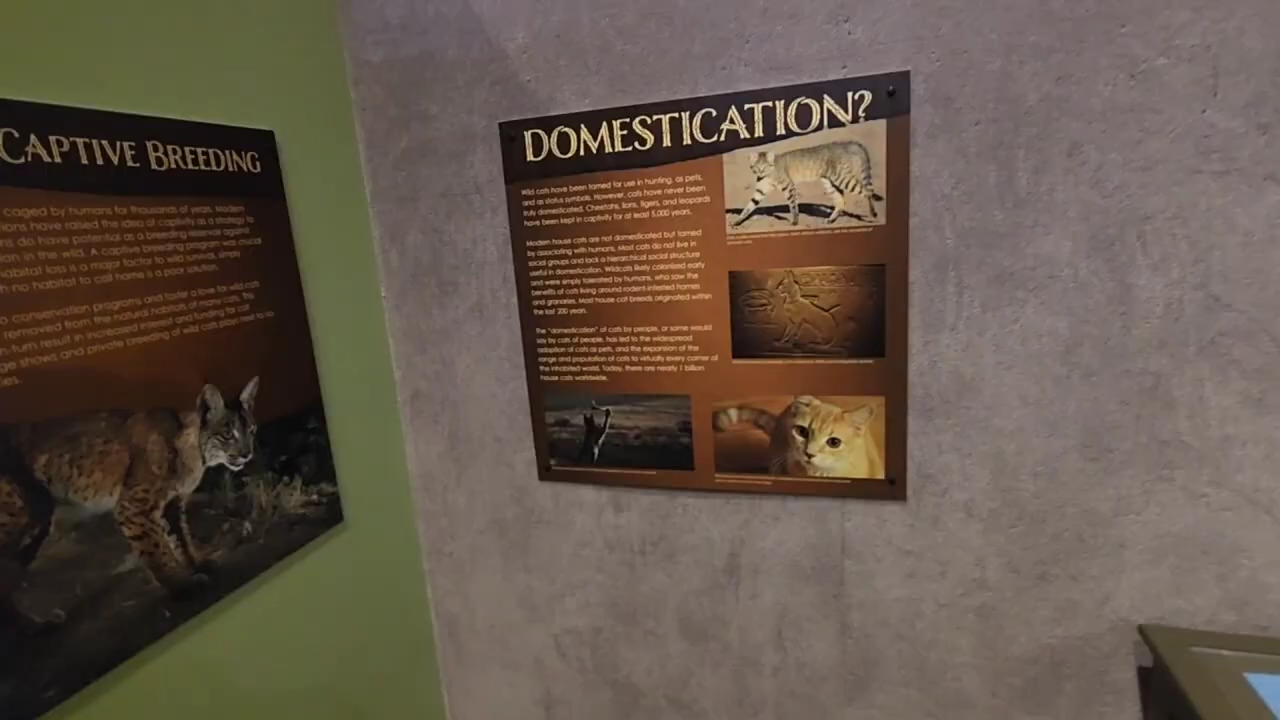 CAPTIVE BREEDING
caged by humans for thousands of years. Modern
have raised the idea of captivity as a strategy to
do have potential as a breeding reservoir against
in the wild. A captive breeding program was crucial
habitat loss is a major factor to wild survival, simply
no habitat to call home is a poor solution.
conservation programs and foster a love for wild cats
removed from the natural habitats of many cats. This
turn result in increased interest and funding for cat
shows and private breeding of wild cats
DOMESTICATION?
Wild cats have been tamed for use in hunting, as pets,
and as status symbols. However, cats have never been
truly domesticated. Cheetahs, lions, tigers, and leopards
have been kept in captivity for at least 5,000 years.
Modern house cats are not domesticated but tamed
by associating with humans. Most cats do not live in
social groups and lack a hierarchical social structure
useful in domestication. Wildcats likely colonized early
and were simply tolerated by humans, who saw the
benefits of cats living around rodent-infested homes
and granaries. Most house cat breeds originated within
the last 200 years.
The "domestication" of cats by people, or some would
say by cats of people, has led to the widespread
adoption of cats as pets, and the expansion of the
range and population of cats to virtually every corner of
the inhabited world. Today, there are nearly 1 billion
house cats worldwide.